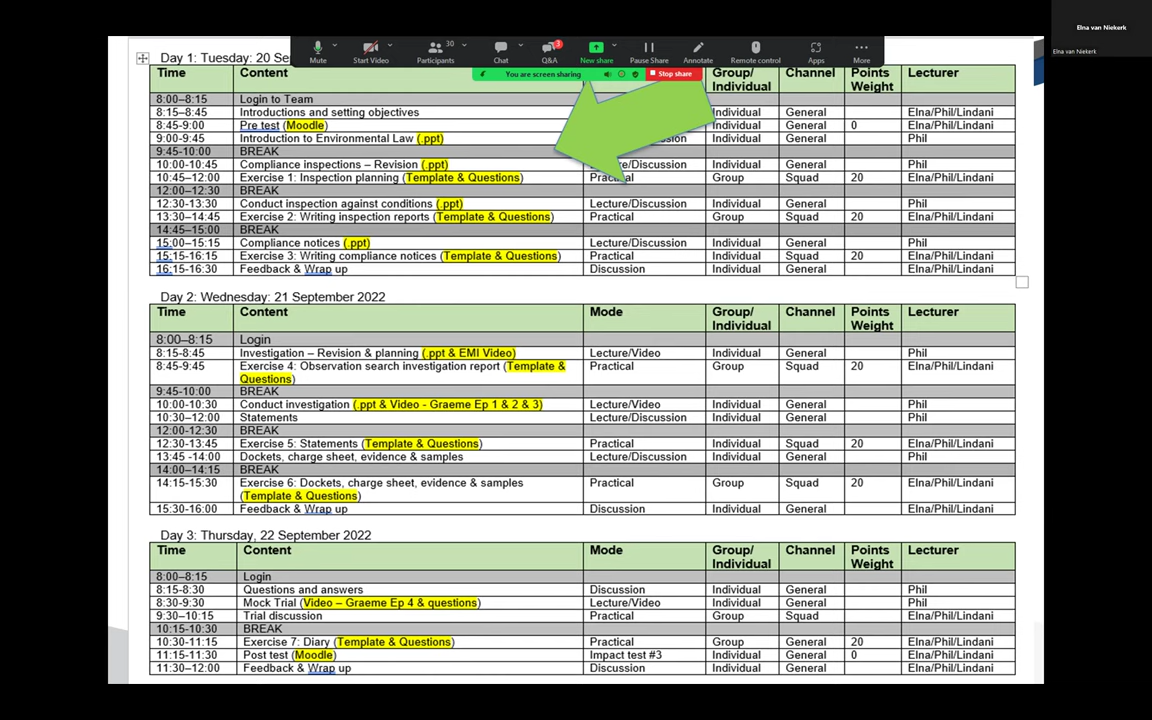 Elna van Niekerk
Elna van Niekerk
Mute
Start Video
Participants 30
Chat
Q&A 3
New share
Pause Share
Annotate
Remote control
Apps
More
You are screen sharing
Stop share
Day 1: Tuesday: 20 Se
Time Content Group/ Individual Channel Points Weight Lecturer
8:00–8:15 Login to Team
8:15–8:45 Introductions and setting objectives Individual General Elna/Phil/Lindani
8:45-9:00 Pre test (Moodle) Individual General 0 Elna/Phil/Lindani
9:00-9:45 Introduction to Environmental Law (.ppt) Individual General Phil
9:45-10:00 BREAK
10:00-10:45 Compliance inspections – Revision (.ppt) Individual General Phil
10:45–12:00 Exercise 1: Inspection planning (Template & Questions) Practical Group Squad 20 Elna/Phil/Lindani
12:00–12:30 BREAK
12:30-13:30 Conduct inspection against conditions (.ppt) Lecture/Discussion Individual General Phil
13:30–14:45 Exercise 2: Writing inspection reports (Template & Questions) Practical Group Squad 20 Elna/Phil/Lindani
14:45–15:00 BREAK
15:00–15:15 Compliance notices (.ppt) Lecture/Discussion Individual General Phil
15:15-16:15 Exercise 3: Writing compliance notices (Template & Questions) Practical Individual Squad 20 Elna/Phil/Lindani
16:15-16:30 Feedback & Wrap up Discussion Individual General Elna/Phil/Lindani
Day 2: Wednesday: 21 September 2022
Time Content Mode Group/ Individual Channel Points Weight Lecturer
8:00–8:15 Login
8:15-8:45 Investigation – Revision & planning (.ppt & EMI Video) Lecture/Video Individual General Phil
8:45-9:45 Exercise 4: Observation search investigation report (Template & Questions) Practical Group Squad 20 Elna/Phil/Lindani
9:45-10:00 BREAK
10:00-10:30 Conduct investigation (.ppt & Video - Graeme Ep 1 & 2 & 3) Lecture/Video Individual General Phil
10:30–12:00 Statements Lecture/Discussion Individual General Phil
12:00-12:30 BREAK
12:30-13:45 Exercise 5: Statements (Template & Questions) Practical Individual Squad 20 Elna/Phil/Lindani
13:45 -14:00 Dockets, charge sheet, evidence & samples Lecture/Discussion Individual General Phil
14:00–14:15 BREAK
14:15-15:30 Exercise 6: Dockets, charge sheet, evidence & samples (Template & Questions) Practical Group Squad 20 Elna/Phil/Lindani
15:30-16:00 Feedback & Wrap up Discussion Individual General Elna/Phil/Lindani
Day 3: Thursday, 22 September 2022
Time Content Mode Group/ Individual Channel Points Weight Lecturer
8:00–8:15 Login
8:15-8:30 Questions and answers Discussion Individual General Phil
8:30-9:30 Mock Trial (Video – Graeme Ep 4 & questions) Lecture/Video Individual General Phil
9:30–10:15 Trial discussion Practical Group Squad Elna/Phil/Lindani
10:15-10:30 BREAK
10:30-11:15 Exercise 7: Diary (Template & Questions) Practical Group General 20 Elna/Phil/Lindani
11:15-11:30 Post test (Moodle) Impact test #3 Individual General 0 Elna/Phil/Lindani
11:30–12:00 Feedback & Wrap up Discussion Individual General Elna/Phil/Lindani